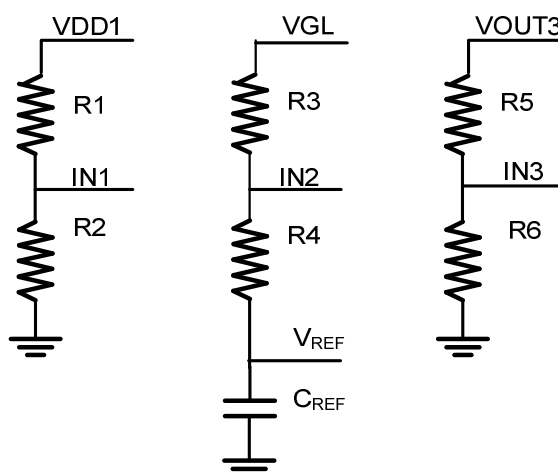 VDD1
R1
IN1
R2
VGL
R3
IN2
R4
VREF
CREF
VOUT3
R5
IN3
R6